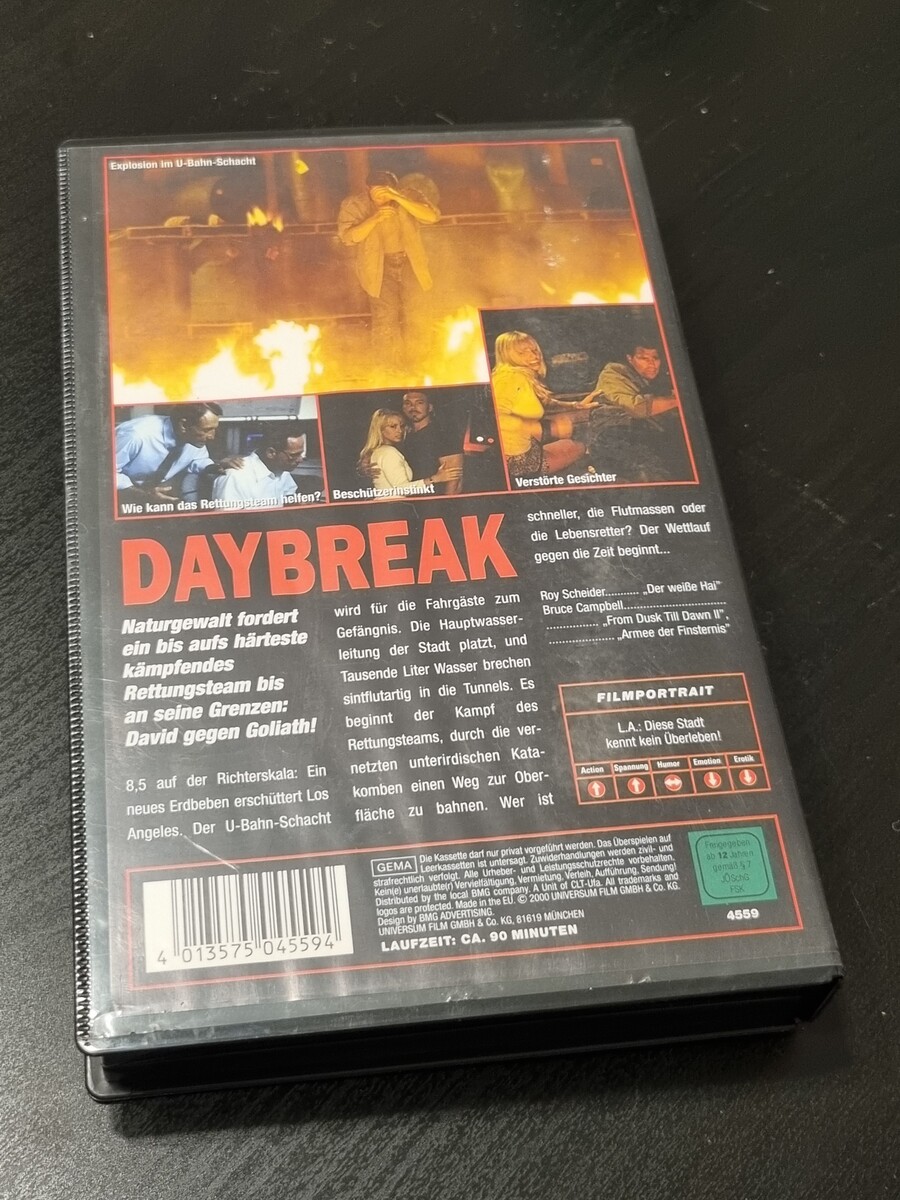 Explosion im U-Bahn-Schacht
Wie kann das Rettungsteam helfen?
Beschützerinstinkt
Verstörte Gesichter
DAYBREAK
Naturgewalt fordert
ein bis aufs härteste
kämpfendes
Rettungsteam bis
an seine Grenzen:
David gegen Goliath!
8,5 auf der Richterskala: Ein
neues Erdbeben erschüttert Los
Angeles. Der U-Bahn-Schacht
wird für die Fahrgäste zum
Gefängnis. Die Hauptwasser-
leitung der Stadt platzt, und
Tausende Liter Wasser brechen
sintflutartig in die Tunnels. Es
beginnt der Kampf des
Rettungsteams, durch die ver-
netzten unterirdischen Kata-
komben einen Weg zur Ober-
fläche zu bahnen. Wer ist
schneller, die Flutmassen oder
die Lebensretter? Der Wettlauf
gegen die Zeit beginnt...
Roy Scheider........... „Der weiße Hai"
Bruce Campbell............................
..................... „From Dusk Till Dawn II",
......................... „Armee der Finsternis"
FILMPORTRAIT
L.A.: Diese Stadt
kennt kein Überleben!
Action Spannung Humor Emotion Erotik
4 013575 045594
GEMA
Die Kassette darf nur privat vorgeführt werden. Das Überspielen auf
Leerkassetten ist untersagt. Zuwiderhandlungen werden zivil- und
strafrechtlich verfolgt. Alle Urheber- und Leistungsschutzrechte vorbehalten.
Kein(e) unerlaubte(r) Vervielfältigung, Vermietung, Verleih, Aufführung, Sendung!
Distributed by the local BMG company. A Unit of CLT-Ufa. All trademarks and
logos are protected. Made in the EU. © 2000 UNIVERSUM FILM GMBH & Co. KG.
Design by BMG ADVERTISING.
UNIVERSUM FILM GMBH & Co. KG, 81619 MÜNCHEN
LAUFZEIT: CA. 90 MINUTEN
Freigegeben
ab 12 Jahren
gemäß § 7
JÖSchG
FSK
4559